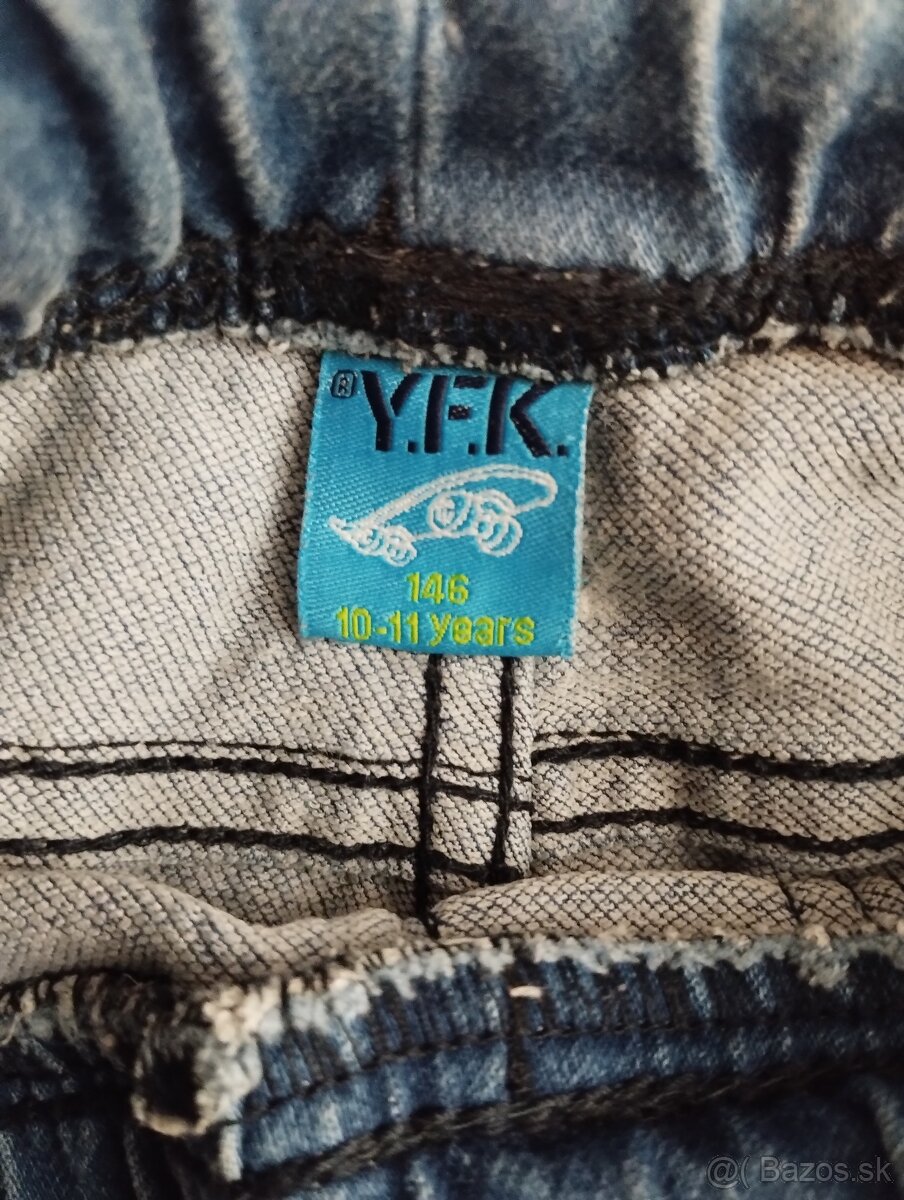 ® Y.F.K.
146
10-11 years
@( Bazos.sk